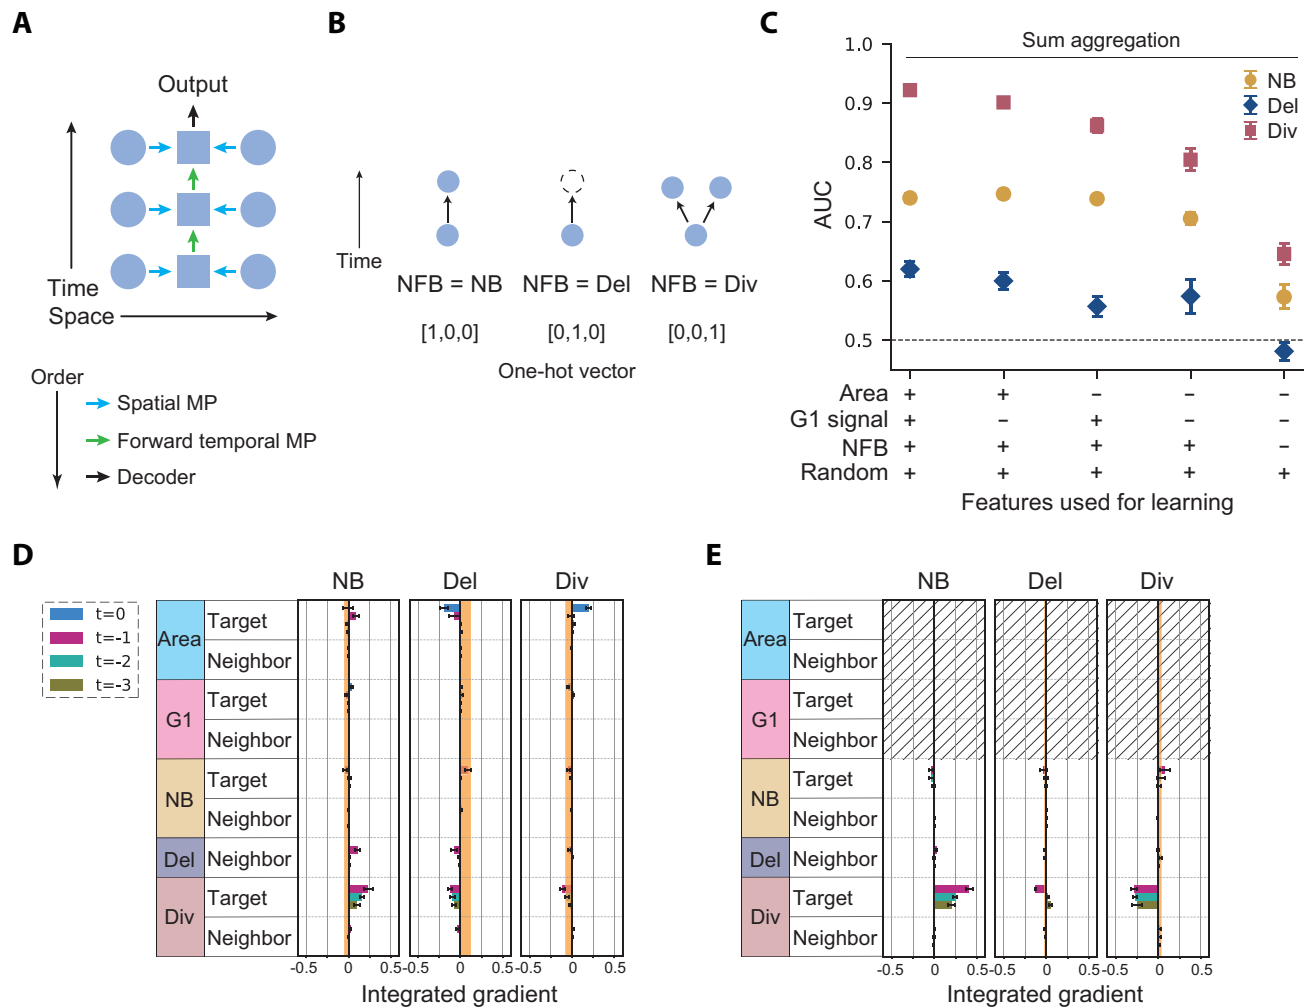 A
Output
Time
Space
Order
Spatial MP
Forward temporal MP
Decoder
B
Time
NFB = NB
NFB = Del
NFB = Div
[1,0,0]
[0,1,0]
[0,0,1]
One-hot vector
C
Sum aggregation
NB
Del
Div
AUC
1.0
0.9
0.8
0.7
0.6
0.5
Area + + – – –
G1 signal + – + – –
NFB + + + + –
Random + + + + +
Features used for learning
D
t=0
t=-1
t=-2
t=-3
NB Del Div
Area Target
Neighbor
G1 Target
Neighbor
NB Target
Neighbor
Del Neighbor
Div Target
Neighbor
-0.5 0 0.5 -0.5 0 0.5 -0.5 0 0.5
Integrated gradient
E
NB Del Div
Area Target
Neighbor
G1 Target
Neighbor
NB Target
Neighbor
Del Neighbor
Div Target
Neighbor
-0.5 0 0.5 -0.5 0 0.5 -0.5 0 0.5
Integrated gradient